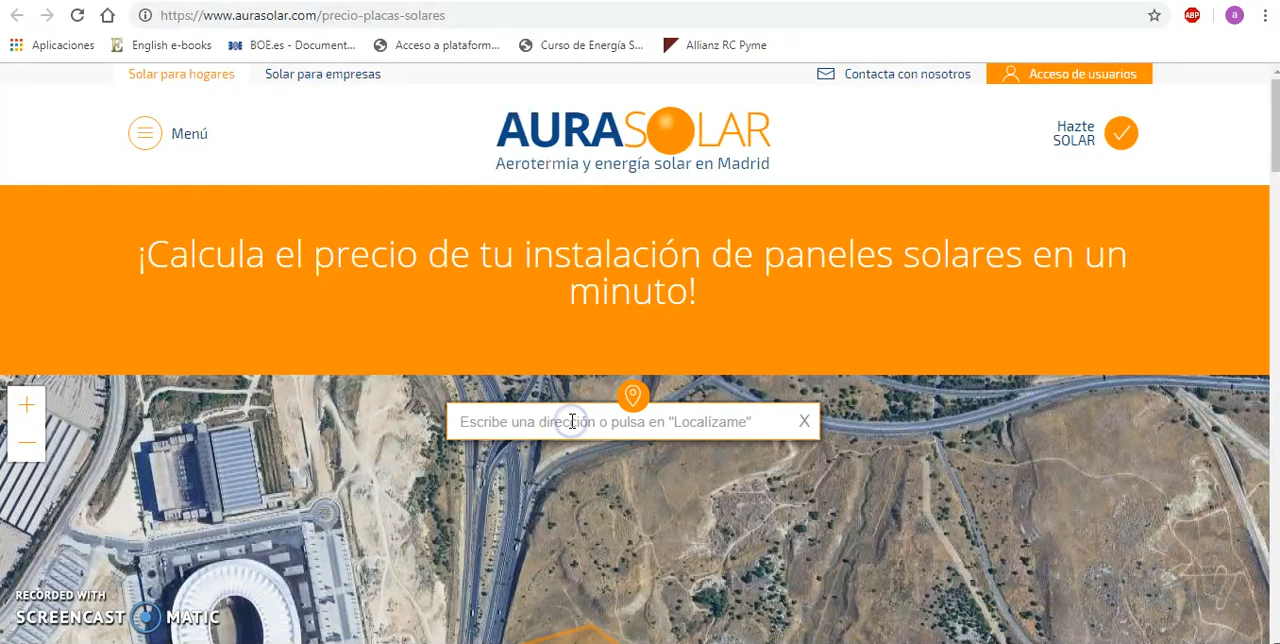 https://www.aurasolar.com/precio-placas-solares
ABP
a
Aplicaciones
English e-books
BOE
BOE.es - Document...
Acceso a plataform...
Curso de Energía S...
Allianz RC Pyme
Solar para hogares
Solar para empresas
Contacta con nosotros
Acceso de usuarios
Menú
AURASOLAR
Aerotermia y energía solar en Madrid
Hazte
SOLAR
¡Calcula el precio de tu instalación de paneles solares en un
minuto!
+
−
Escribe una dirección o pulsa en "Localízame"
X
RECORDED WITH
SCREENCAST MATIC